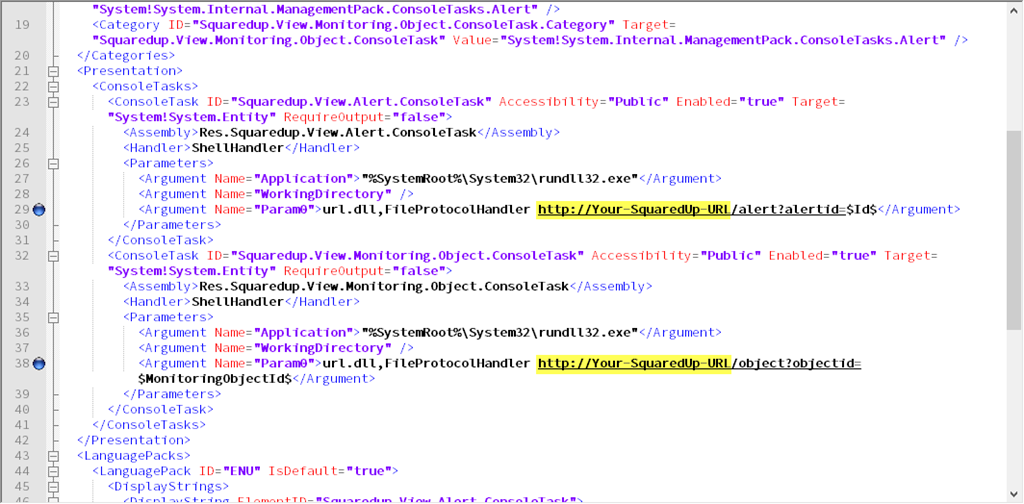 "System!System.Internal.ManagementPack.ConsoleTasks.Alert" />
19 <Category ID="Squaredup.View.Monitoring.Object.ConsoleTask.Category" Target=
"Squaredup.View.Monitoring.Object.ConsoleTask" Value="System!System.Internal.ManagementPack.ConsoleTasks.Alert" />
20 </Categories>
21 <Presentation>
22 <ConsoleTasks>
23 <ConsoleTask ID="Squaredup.View.Alert.ConsoleTask" Accessibility="Public" Enabled="true" Target=
"System!System.Entity" RequireOutput="false">
24 <Assembly>Res.Squaredup.View.Alert.ConsoleTask</Assembly>
25 <Handler>ShellHandler</Handler>
26 <Parameters>
27 <Argument Name="Application">"%SystemRoot%\System32\rundll32.exe"</Argument>
28 <Argument Name="WorkingDirectory" />
29 <Argument Name="Param0">url.dll,FileProtocolHandler http://Your-SquaredUp-URL/alert?alertid=$Id$</Argument>
30 </Parameters>
31 </ConsoleTask>
32 <ConsoleTask ID="Squaredup.View.Monitoring.Object.ConsoleTask" Accessibility="Public" Enabled="true" Target=
"System!System.Entity" RequireOutput="false">
33 <Assembly>Res.Squaredup.View.Monitoring.Object.ConsoleTask</Assembly>
34 <Handler>ShellHandler</Handler>
35 <Parameters>
36 <Argument Name="Application">"%SystemRoot%\System32\rundll32.exe"</Argument>
37 <Argument Name="WorkingDirectory" />
38 <Argument Name="Param0">url.dll,FileProtocolHandler http://Your-SquaredUp-URL/object?objectid=
$MonitoringObjectId$</Argument>
39 </Parameters>
40 </ConsoleTask>
41 </ConsoleTasks>
42 </Presentation>
43 <LanguagePacks>
44 <LanguagePack ID="ENU" IsDefault="true">
45 <DisplayStrings>
46 <DisplayString ElementID="Squaredup.View.Alert.ConsoleTask">